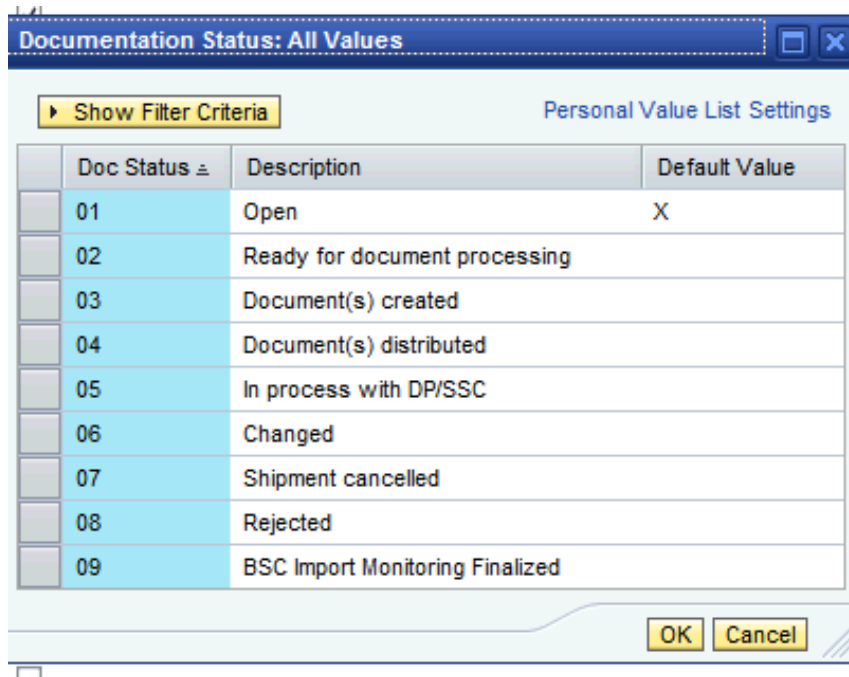 Documentation Status: All Values
Show Filter Criteria Personal Value List Settings
Doc Status Description Default Value
01 Open X
02 Ready for document processing
03 Document(s) created
04 Document(s) distributed
05 In process with DP/SSC
06 Changed
07 Shipment cancelled
08 Rejected
09 BSC Import Monitoring Finalized
OK Cancel